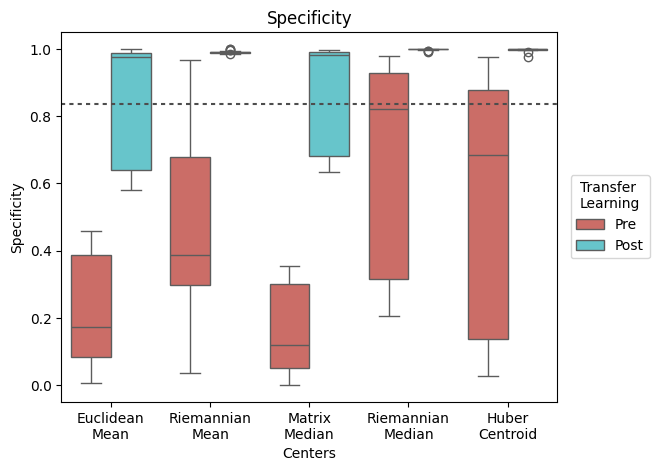 Specificity
1.0
0.8
0.6
0.4
0.2
0.0
Specificity
Euclidean
Mean
Riemannian
Mean
Matrix
Median
Riemannian
Median
Huber
Centroid
Centers
Transfer
Learning
Pre
Post